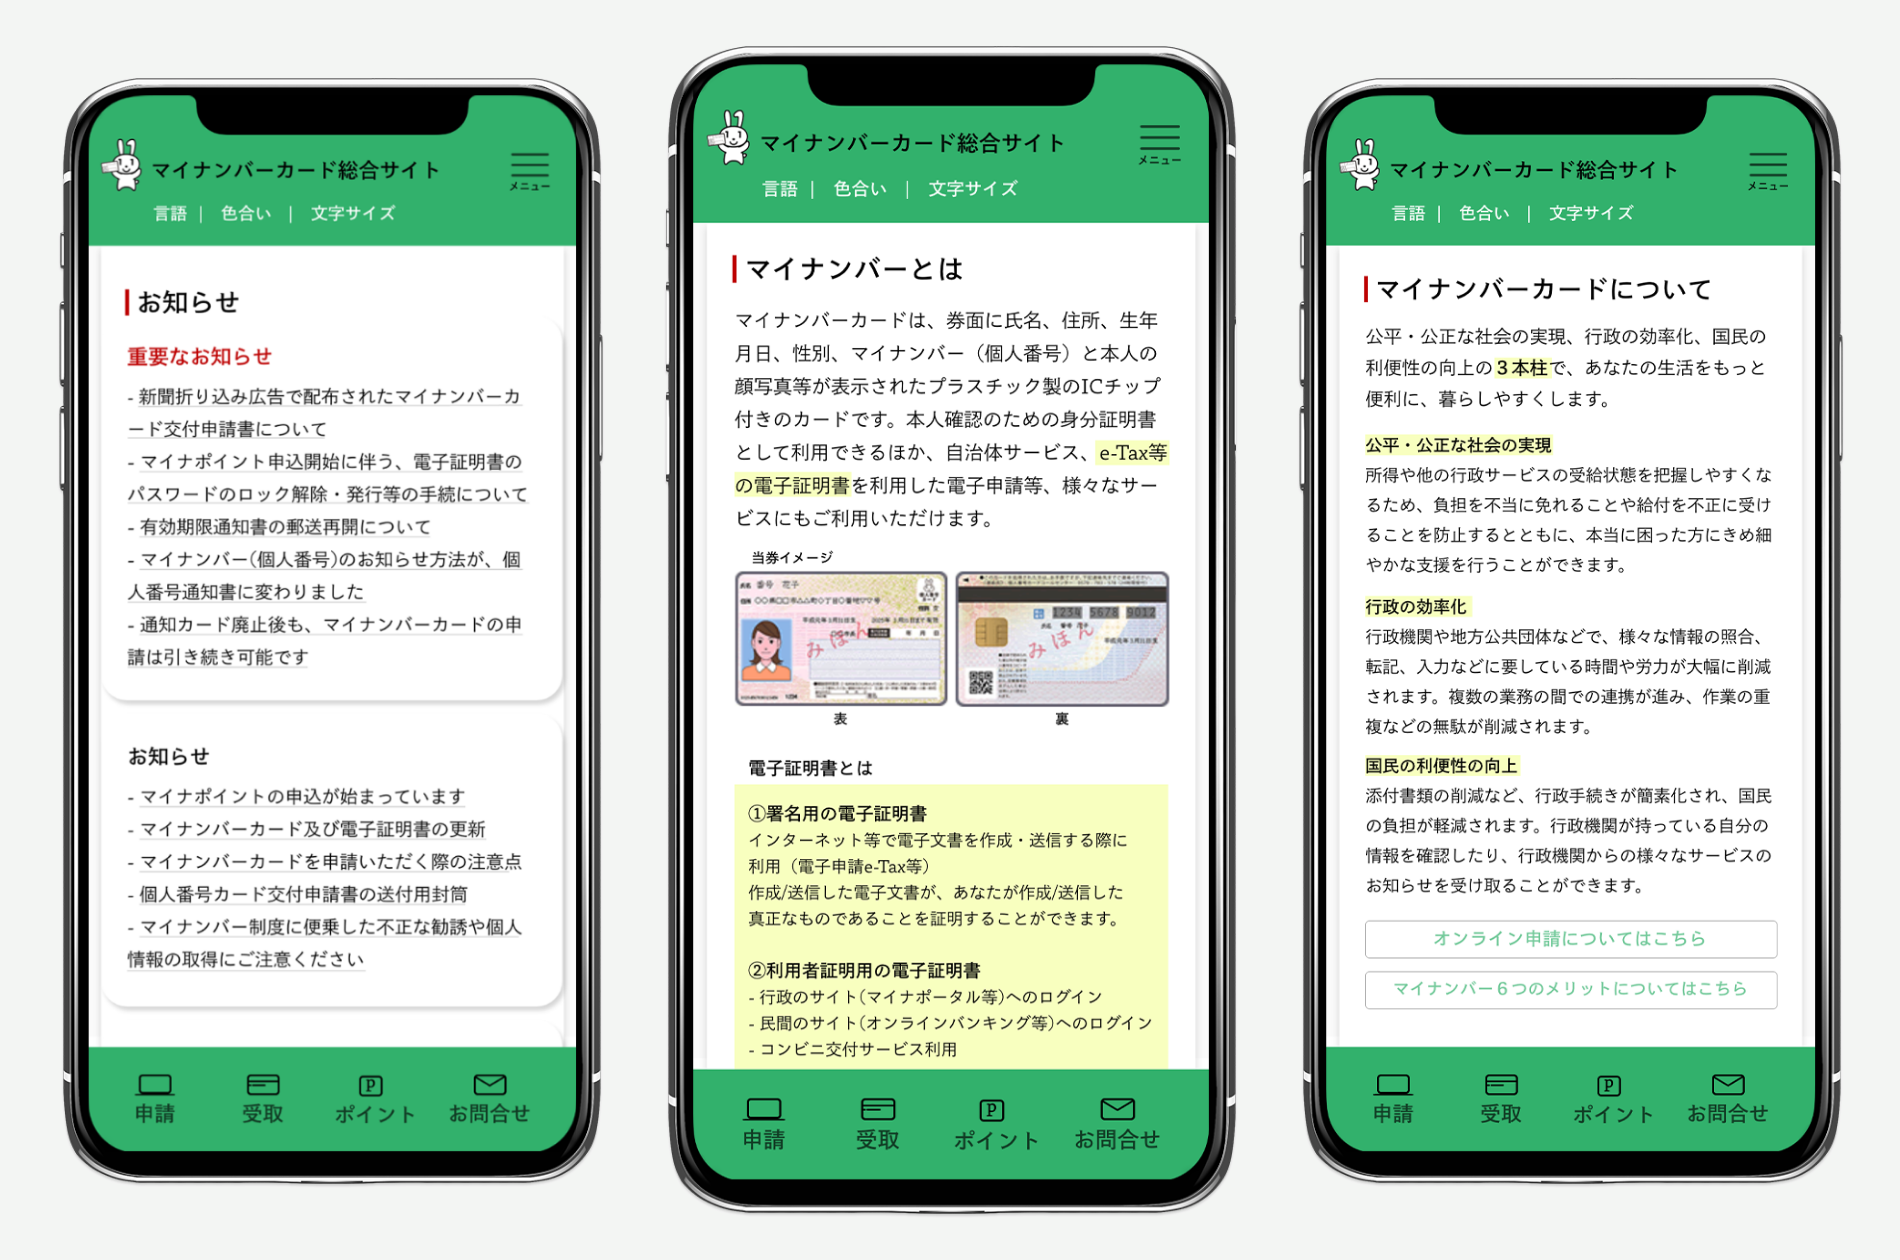 マイナンバーカード総合サイト
メニュー
言語 | 色合い | 文字サイズ
お知らせ
重要なお知らせ
- 新聞折り込み広告で配布されたマイナンバーカ
ード交付申請書について
- マイナポイント申込開始に伴う、電子証明書の
パスワードのロック解除・発行等の手続について
- 有効期限通知書の郵送再開について
- マイナンバー(個人番号)のお知らせ方法が、個
人番号通知書に変わりました
- 通知カード廃止後も、マイナンバーカードの申
請は引き続き可能です
お知らせ
- マイナポイントの申込が始まっています
- マイナンバーカード及び電子証明書の更新
- マイナンバーカードを申請いただく際の注意点
- 個人番号カード交付申請書の送付用封筒
- マイナンバー制度に便乗した不正な勧誘や個人
情報の取得にご注意ください
申請 受取 P ポイント お問合せ
マイナンバーカード総合サイト
メニュー
言語 | 色合い | 文字サイズ
マイナンバーとは
マイナンバーカードは、券面に氏名、住所、生年
月日、性別、マイナンバー（個人番号）と本人の
顔写真等が表示されたプラスチック製のICチップ
付きのカードです。本人確認のための身分証明書
として利用できるほか、自治体サービス、e-Tax等
の電子証明書を利用した電子申請等、様々なサー
ビスにもご利用いただけます。
当券イメージ
氏名 番号 花子
みほん
1234
1234 5678 9012
みほん
表
裏
電子証明書とは
①署名用の電子証明書
インターネット等で電子文書を作成・送信する際に
利用（電子申請e-Tax等）
作成/送信した電子文書が、あなたが作成/送信した
真正なものであることを証明することができます。
②利用者証明用の電子証明書
- 行政のサイト(マイナポータル等)へのログイン
- 民間のサイト(オンラインバンキング等)へのログイン
- コンビニ交付サービス利用
申請 受取 P ポイント お問合せ
マイナンバーカード総合サイト
メニュー
言語 | 色合い | 文字サイズ
マイナンバーカードについて
公平・公正な社会の実現、行政の効率化、国民の
利便性の向上の３本柱で、あなたの生活をもっと
便利に、暮らしやすくします。
公平・公正な社会の実現
所得や他の行政サービスの受給状態を把握しやすくな
るため、負担を不当に免れることや給付を不正に受け
ることを防止するとともに、本当に困った方にきめ細
やかな支援を行うことができます。
行政の効率化
行政機関や地方公共団体などで、様々な情報の照合、
転記、入力などに要している時間や労力が大幅に削減
されます。複数の業務の間での連携が進み、作業の重
複などの無駄が削減されます。
国民の利便性の向上
添付書類の削減など、行政手続きが簡素化され、国民
の負担が軽減されます。行政機関が持っている自分の
情報を確認したり、行政機関からの様々なサービスの
お知らせを受け取ることができます。
オンライン申請についてはこちら
マイナンバー６つのメリットについてはこちら
申請 受取 P ポイント お問合せ